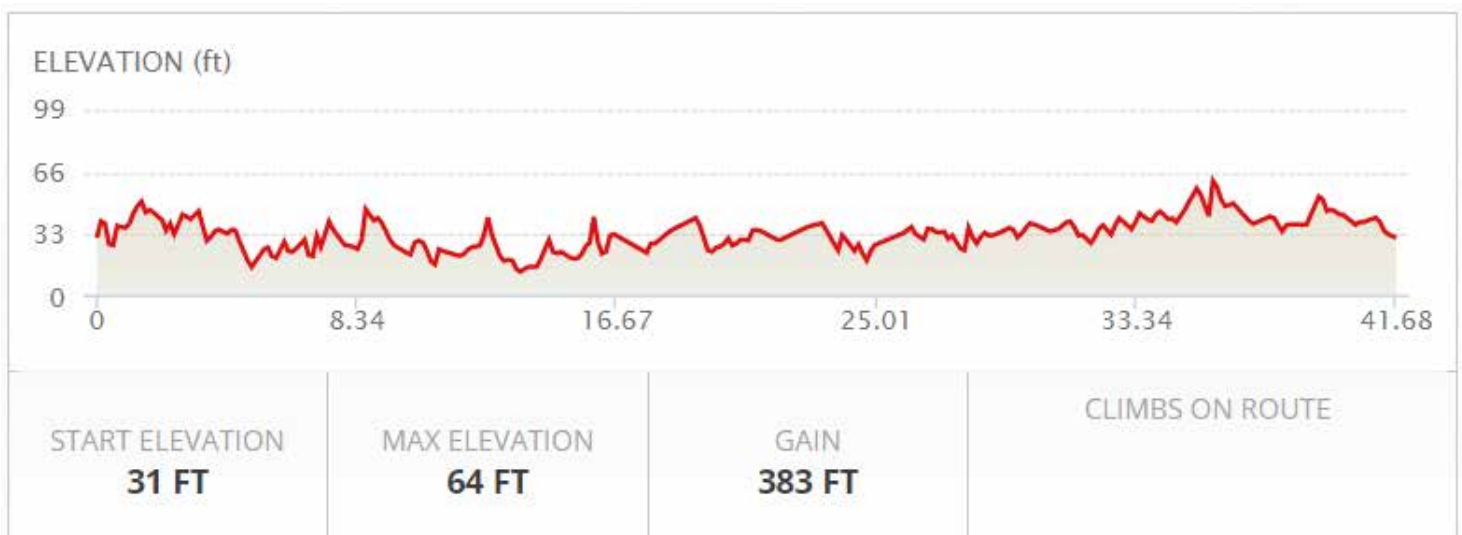 ELEVATION (ft)
99
66
33
0
0 8.34 16.67 25.01 33.34 41.68
START ELEVATION
31 FT
MAX ELEVATION
64 FT
GAIN
383 FT
CLIMBS ON ROUTE